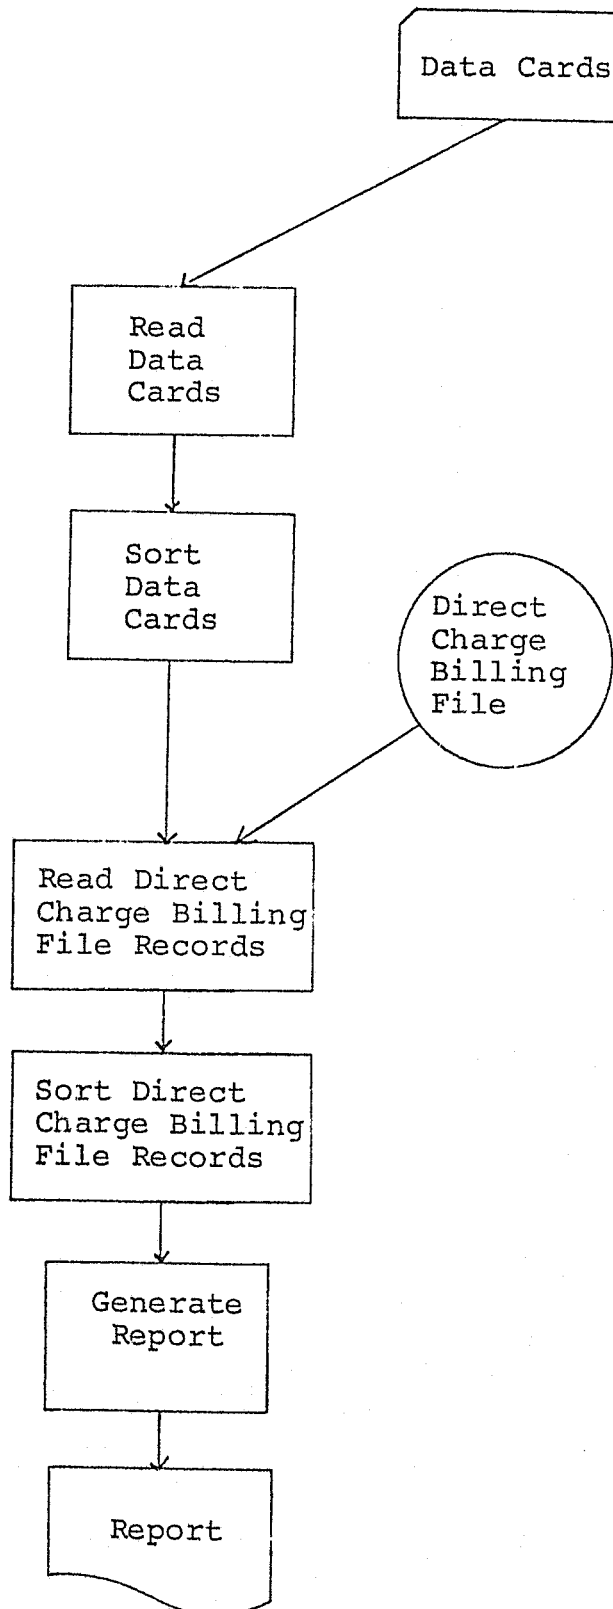 Data Cards
Read
Data
Cards
Sort
Data
Cards
Direct
Charge
Billing
File
Read Direct
Charge Billing
File Records
Sort Direct
Charge Billing
File Records
Generate
Report
Report